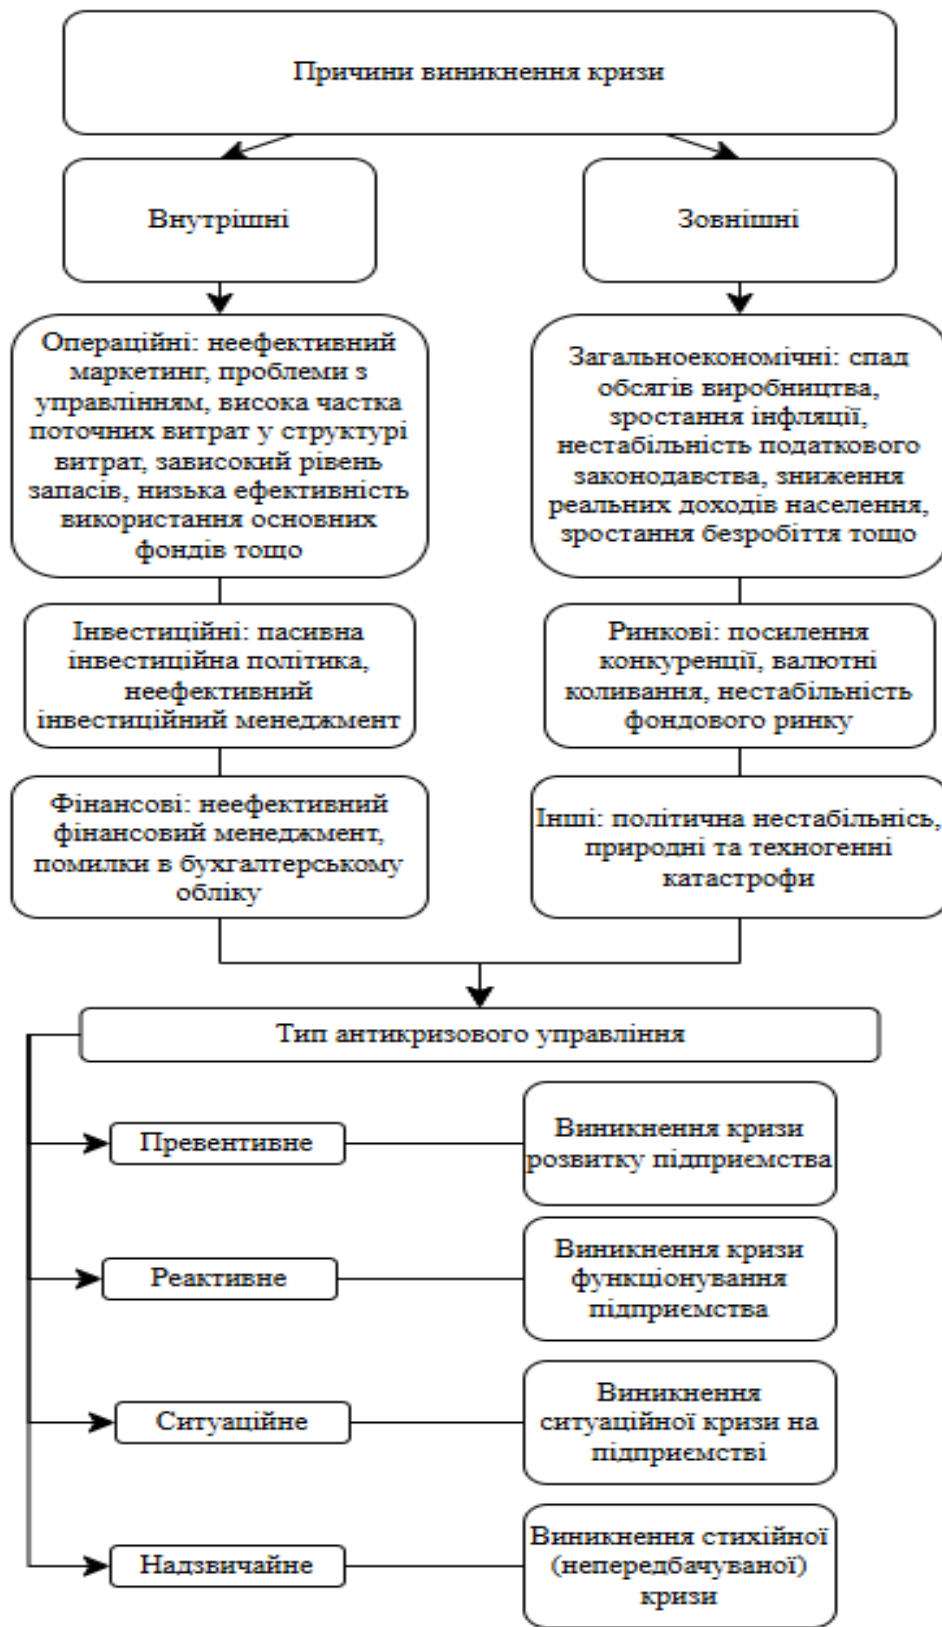 Причини виникнення кризи
Внутрішні
Зовнішні
Операційні: неефективний
маркетинг, проблеми з
управлінням, висока частка
поточних витрат у структурі
витрат, зависокий рівень
запасів, низька ефективність
використання основних
фондів тощо
Загальноекономічні: спад
обсягів виробництва,
зростання інфляції,
нестабільність податкового
законодавства, зниження
реальних доходів населення,
зростання безробіття тощо
Інвестиційні: пасивна
інвестиційна політика,
неефективний
інвестиційний менеджмент
Ринкові: посилення
конкуренції, валютні
коливання, нестабільність
фондового ринку
Фінансові: неефективний
фінансовий менеджмент,
помилки в бухгалтерському
обліку
Інші: політична нестабільнісь,
природні та техногенні
катастрофи
Тип антикризового управління
Превентивне
Виникнення кризи
розвитку підприємства
Реактивне
Виникнення кризи
функціонування
підприємства
Ситуаційне
Виникнення
ситуаційної кризи на
підприємстві
Надзвичайне
Виникнення стихійної
(непередбачуваної)
кризи